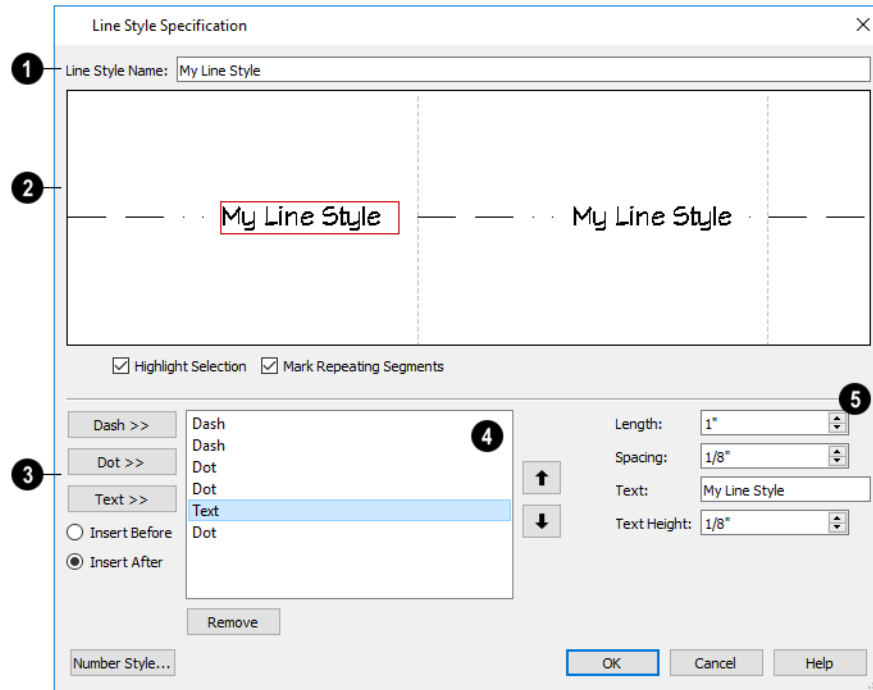 Line Style Specification
1 Line Style Name: My Line Style
2
My Line Style My Line Style
Highlight Selection Mark Repeating Segments
3
Dash >>
Dot >>
Text >>
Insert Before
Insert After
4
Dash
Dash
Dot
Dot
Text
Dot
Remove
5
Length: 1"
Spacing: 1/8"
Text: My Line Style
Text Height: 1/8"
Number Style... OK Cancel Help